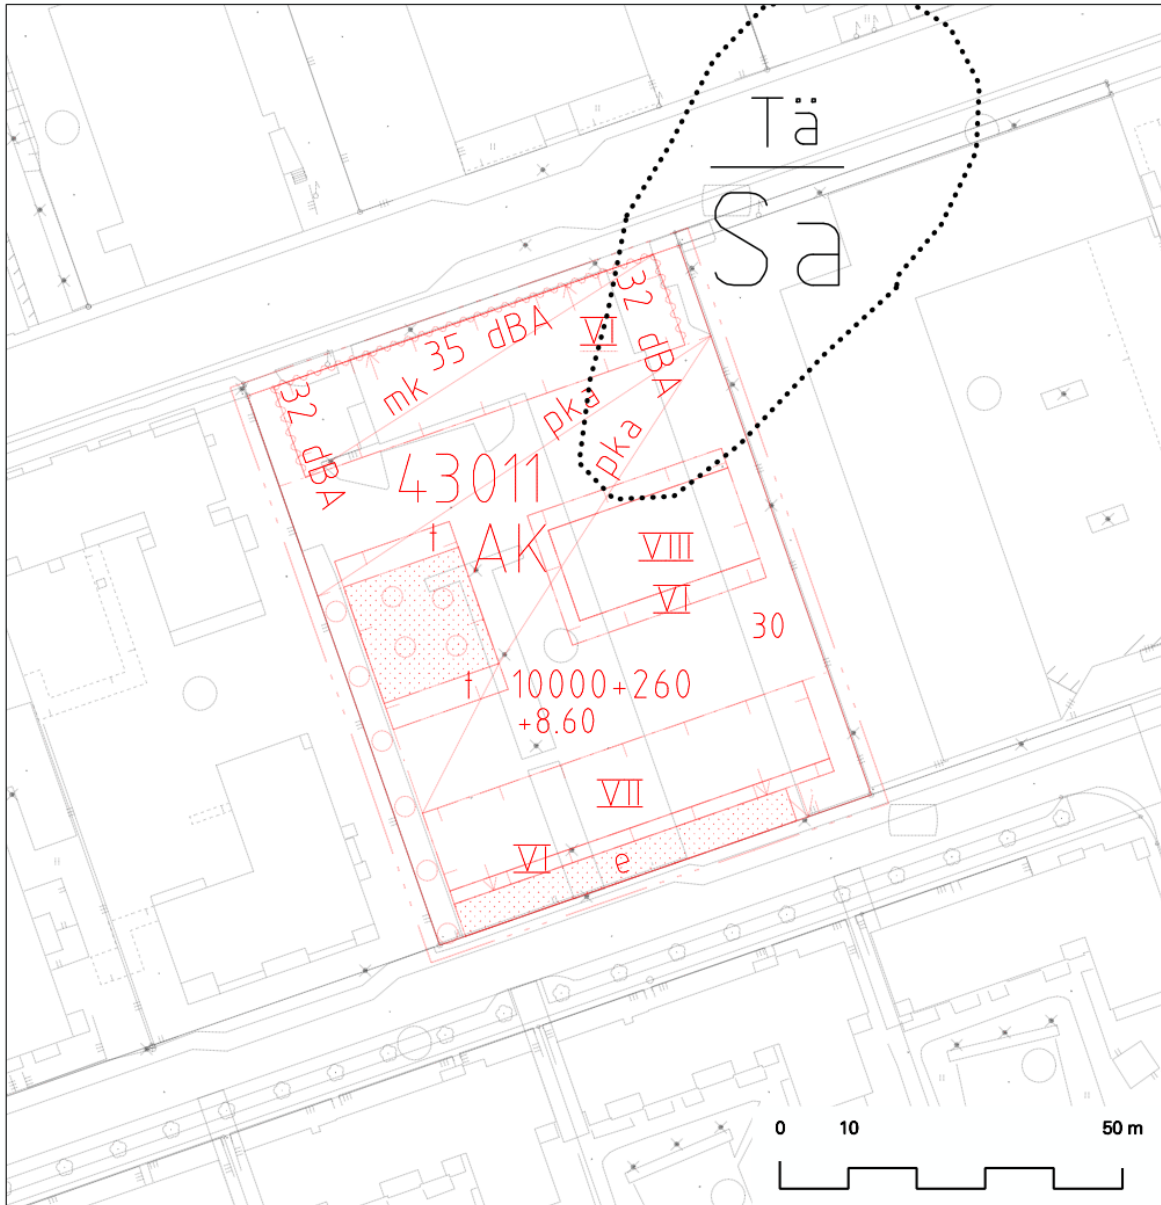 Tä
Sa
35 dBA
VI
32 dBA
32 dBA
mk
pka
pka
43011
t
AK
VIII
VI
30
t
10000+260
+8.60
VII
VI
e
0 10 50 m